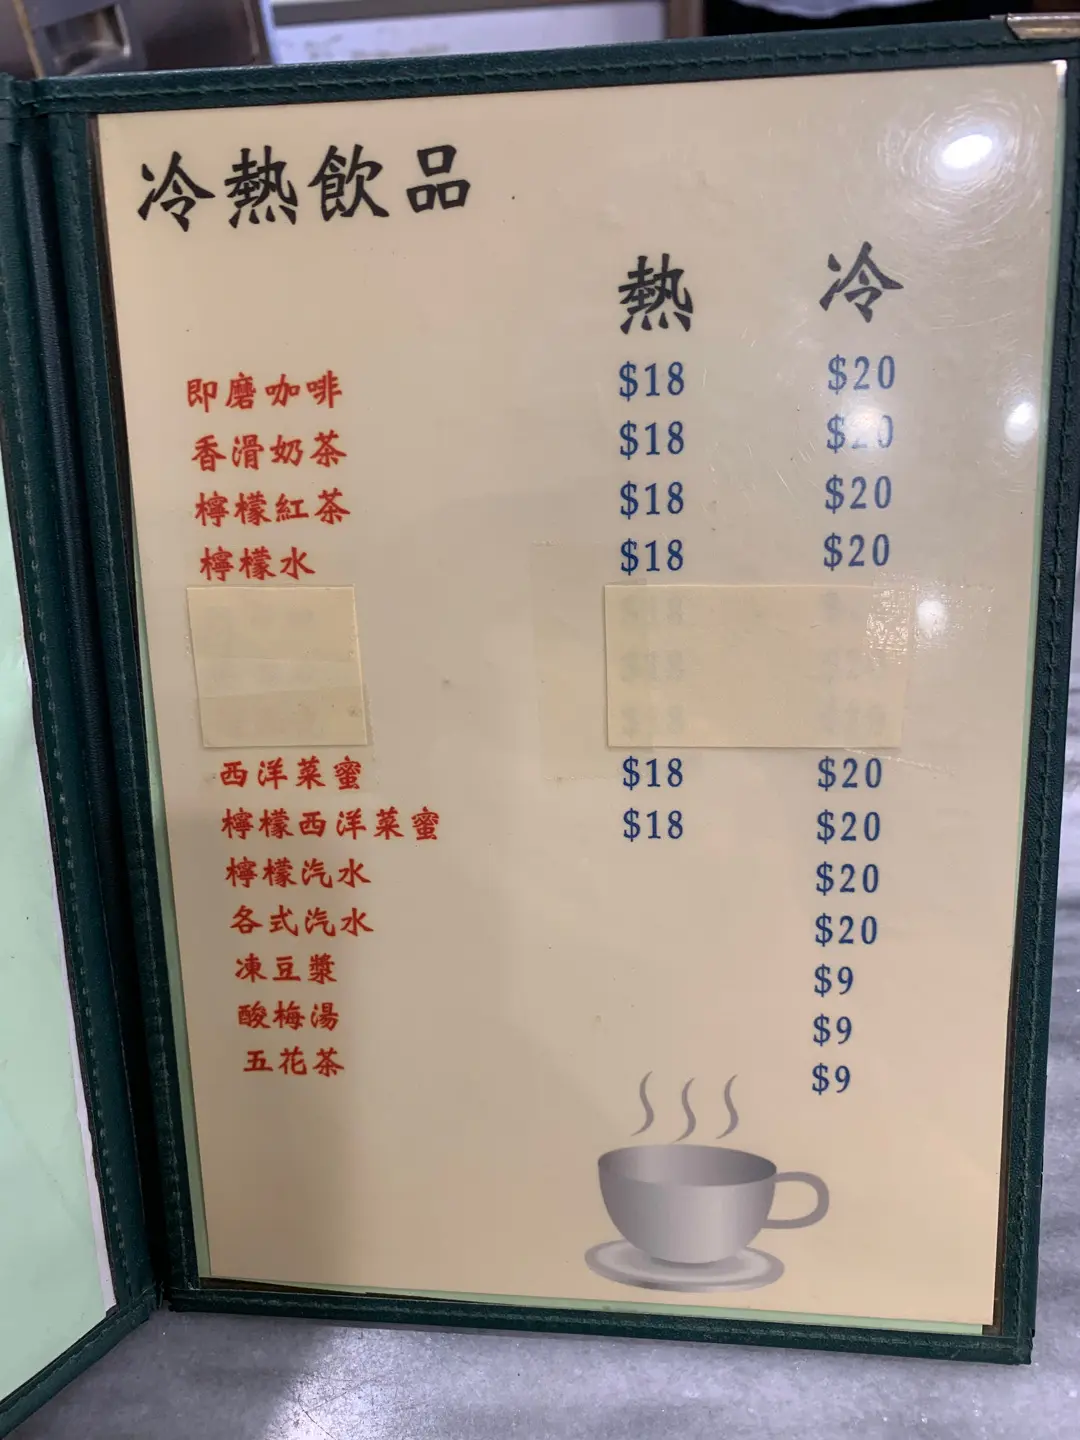 冷熱飲品
熱 冷
即磨咖啡 $18 $20
香滑奶茶 $18 $20
檸檬紅茶 $18 $20
檸檬水 $18 $20
西洋菜蜜 $18 $20
檸檬西洋菜蜜 $18 $20
檸檬汽水 $20
各式汽水 $20
凍豆漿 $9
酸梅湯 $9
五花茶 $9